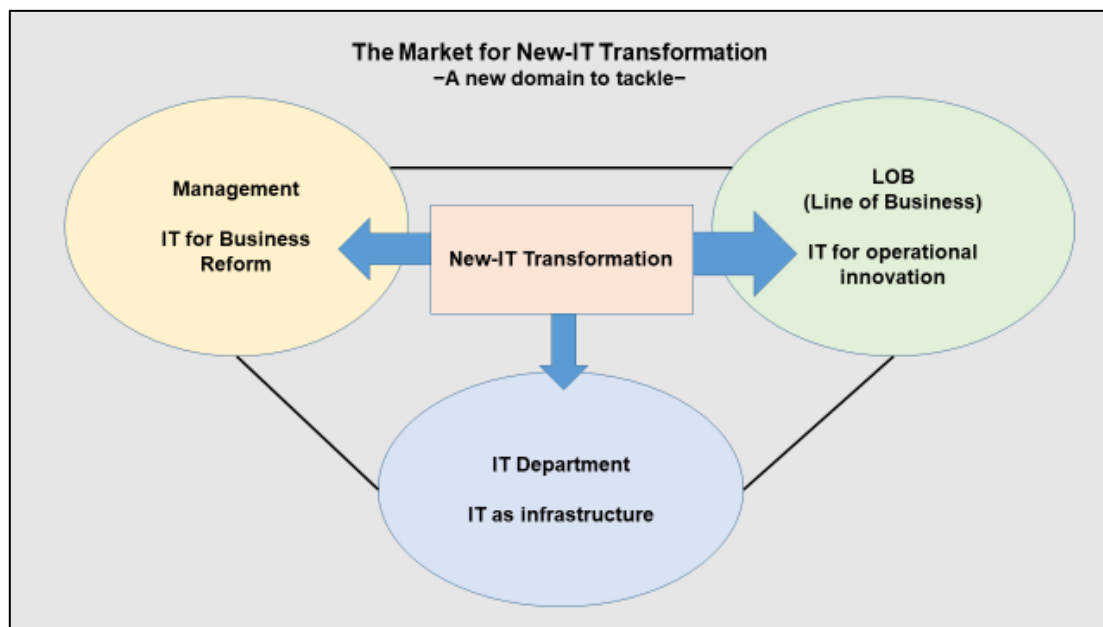 The Market for New-IT Transformation
−A new domain to tackle−
Management
IT for Business
Reform
New-IT Transformation
LOB
(Line of Business)
IT for operational
innovation
IT Department
IT as infrastructure